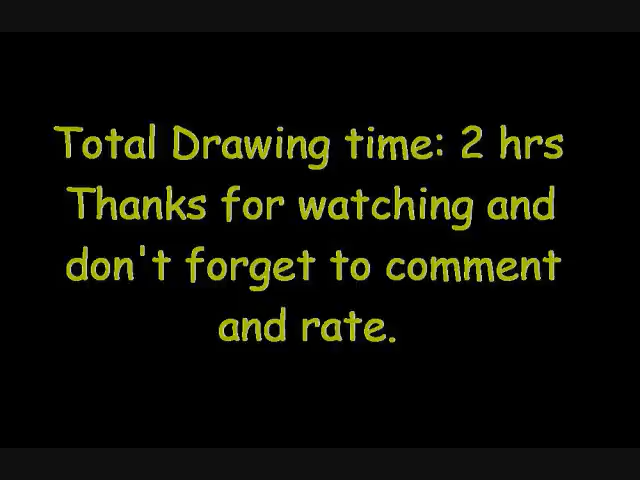 Total Drawing time: 2 hrs
Thanks for watching and
don't forget to comment
and rate.